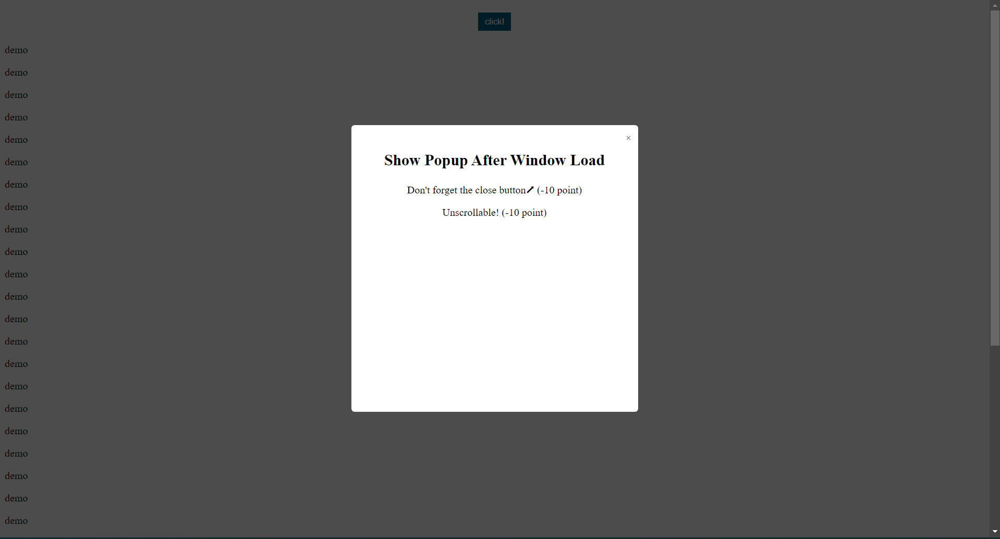 click!
demo
demo
demo
demo
demo
×
Show Popup After Window Load
demo
demo
Don't forget the close button⬈ (-10 point)
demo
Unscrollable! (-10 point)
demo
demo
demo
demo
demo
demo
demo
demo
demo
demo
demo
demo
demo
demo